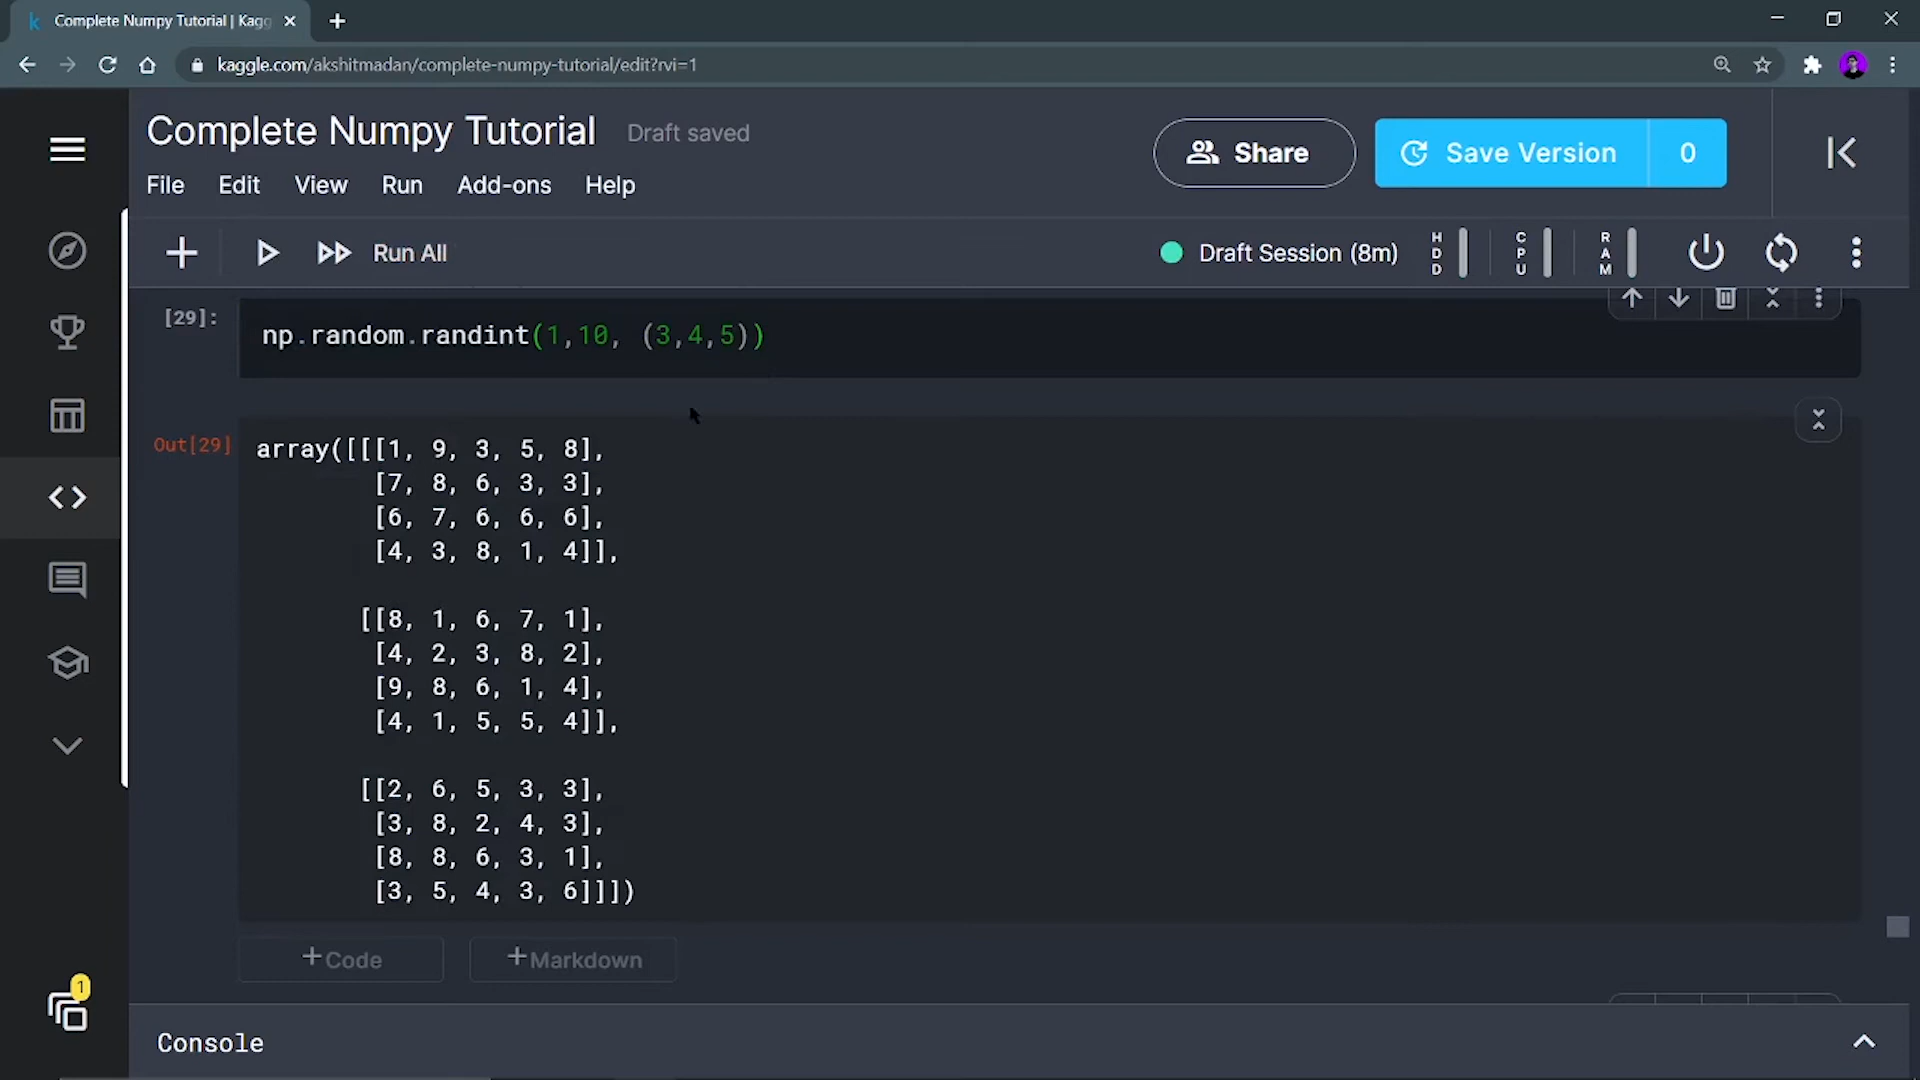 k Complete Numpy Tutorial | Kagg
kaggle.com/akshitmadan/complete-numpy-tutorial/edit?rvi=1
Complete Numpy Tutorial Draft saved
Share
Save Version 0
File Edit View Run Add-ons Help
Run All
Draft Session (8m)
HDD
CPU
RAM
[29]:
np.random.randint(1,10, (3,4,5))
Out[29]
array([[[1, 9, 3, 5, 8],
[7, 8, 6, 3, 3],
[6, 7, 6, 6, 6],
[4, 3, 8, 1, 4]],
[[8, 1, 6, 7, 1],
[4, 2, 3, 8, 2],
[9, 8, 6, 1, 4],
[4, 1, 5, 5, 4]],
[[2, 6, 5, 3, 3],
[3, 8, 2, 4, 3],
[8, 8, 6, 3, 1],
[3, 5, 4, 3, 6]]])
+ Code
+ Markdown
1
Console